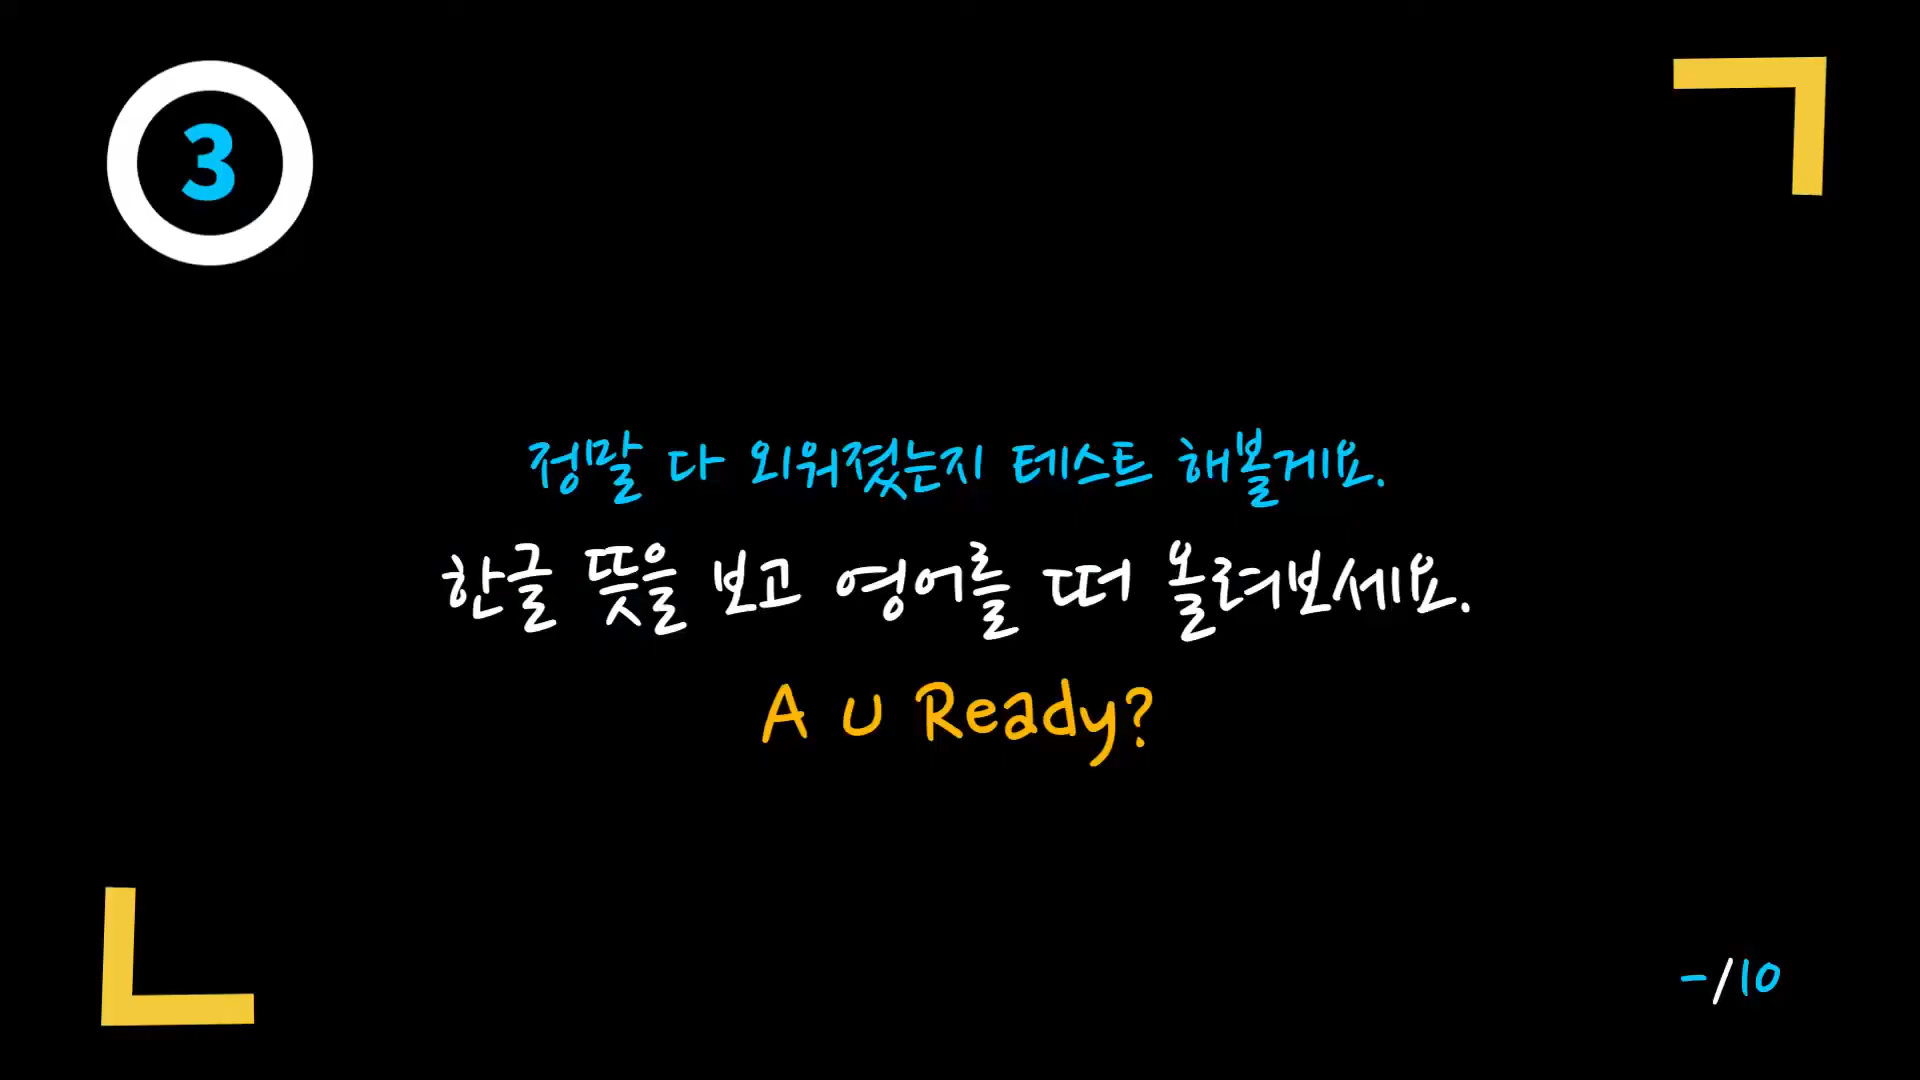 3
정말 다 외워졌는지 테스트 해볼게요.
한글 뜻을 보고 영어를 떠 올려보세요.
A U Ready?
-/10